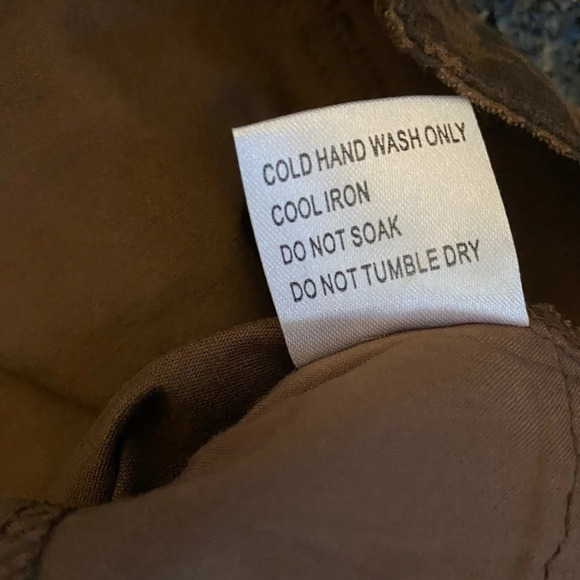 COLD HAND WASH ONLY
COOL IRON
DO NOT SOAK
DO NOT TUMBLE DRY